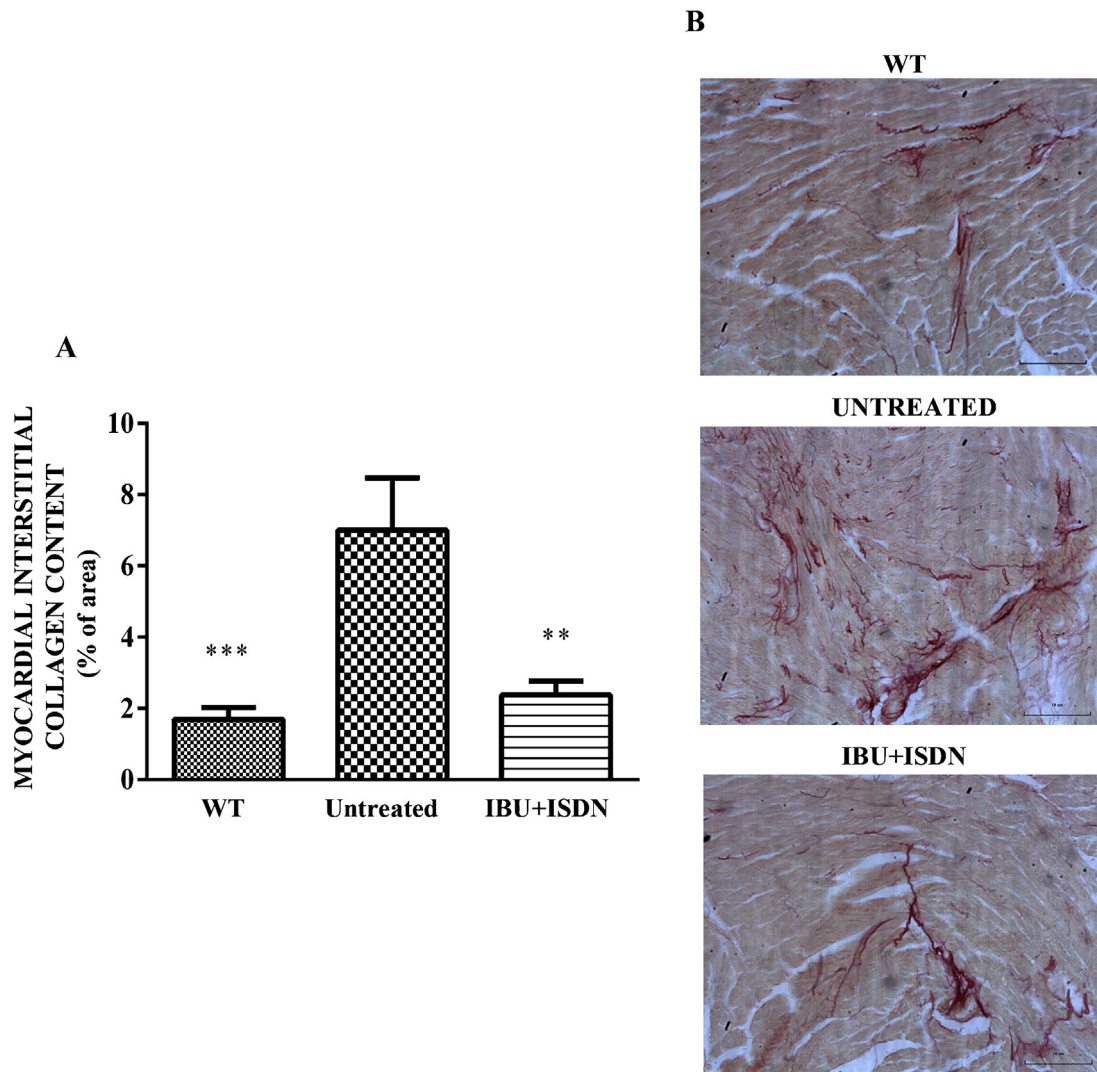 B
WT
A
MYOCARDIAL INTERSTITIAL
COLLAGEN CONTENT
(% of area)
10
8
6
4
2
0
***
**
WT
Untreated
IBU+ISDN
UNTREATED
IBU+ISDN